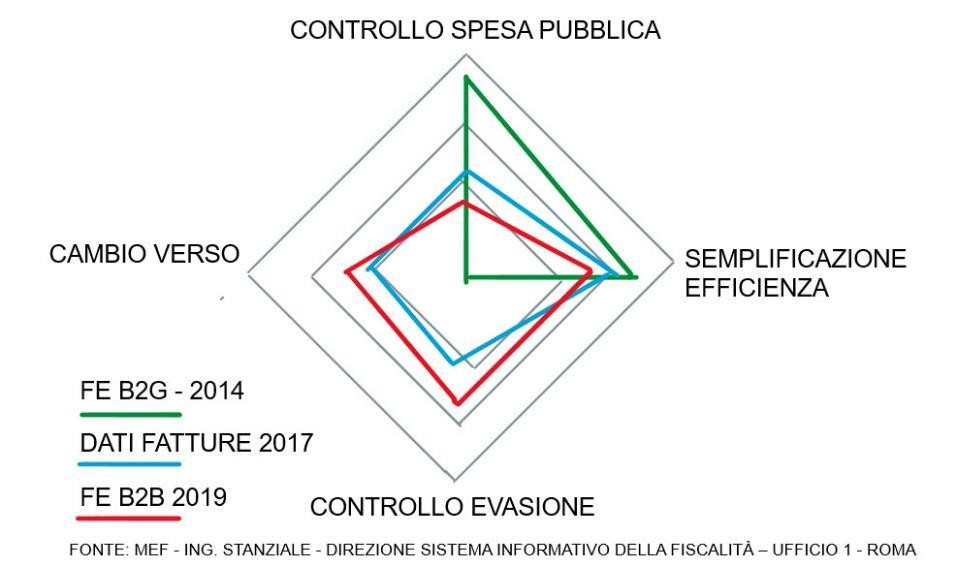 CONTROLLO SPESA PUBBLICA
CAMBIO VERSO
SEMPLIFICAZIONE
EFFICIENZA
FE B2G - 2014
DATI FATTURE 2017
FE B2B 2019
CONTROLLO EVASIONE
FONTE: MEF - ING. STANZIALE - DIREZIONE SISTEMA INFORMATIVO DELLA FISCALITÀ – UFFICIO 1 - ROMA